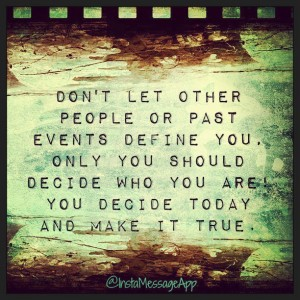 DON'T LET OTHER
PEOPLE OR PAST
EVENTS DEFINE YOU.
ONLY YOU SHOULD
DECIDE WHO YOU ARE!
YOU DECIDE TODAY
AND MAKE IT TRUE.
@InstaMessageApp